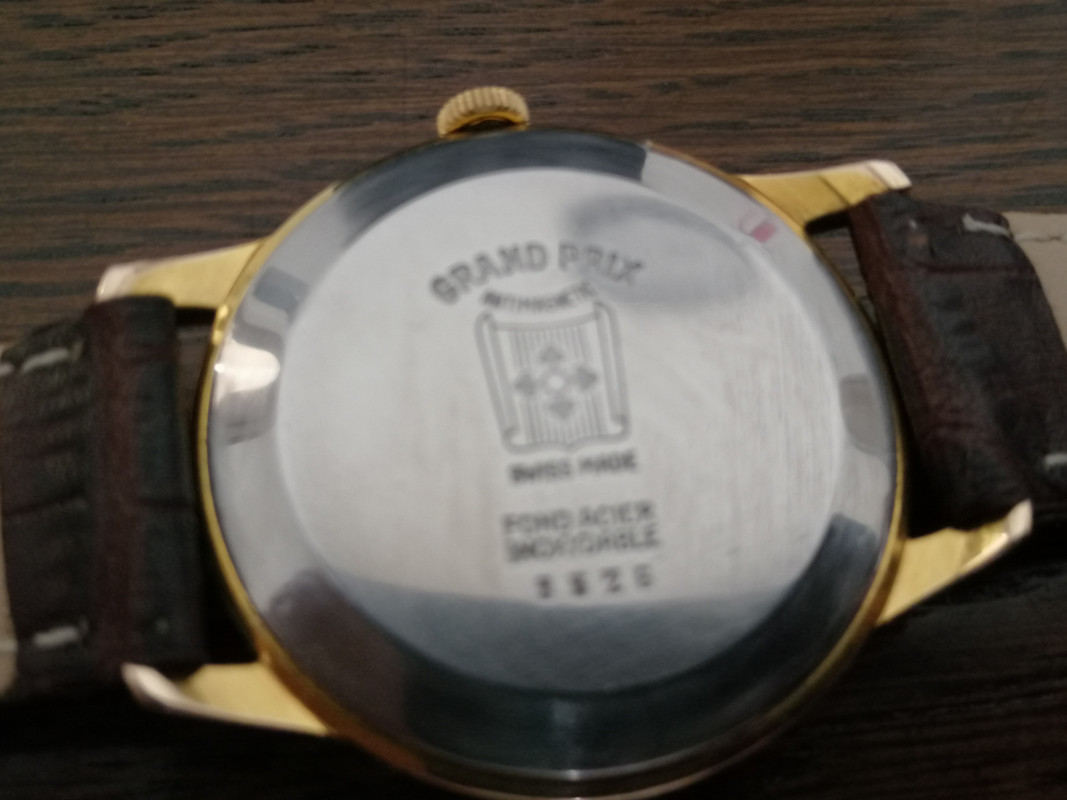 GRAND PRIX
ANTIMAGNETIC
SWISS MADE
FOND ACIER
INOXYDABLE